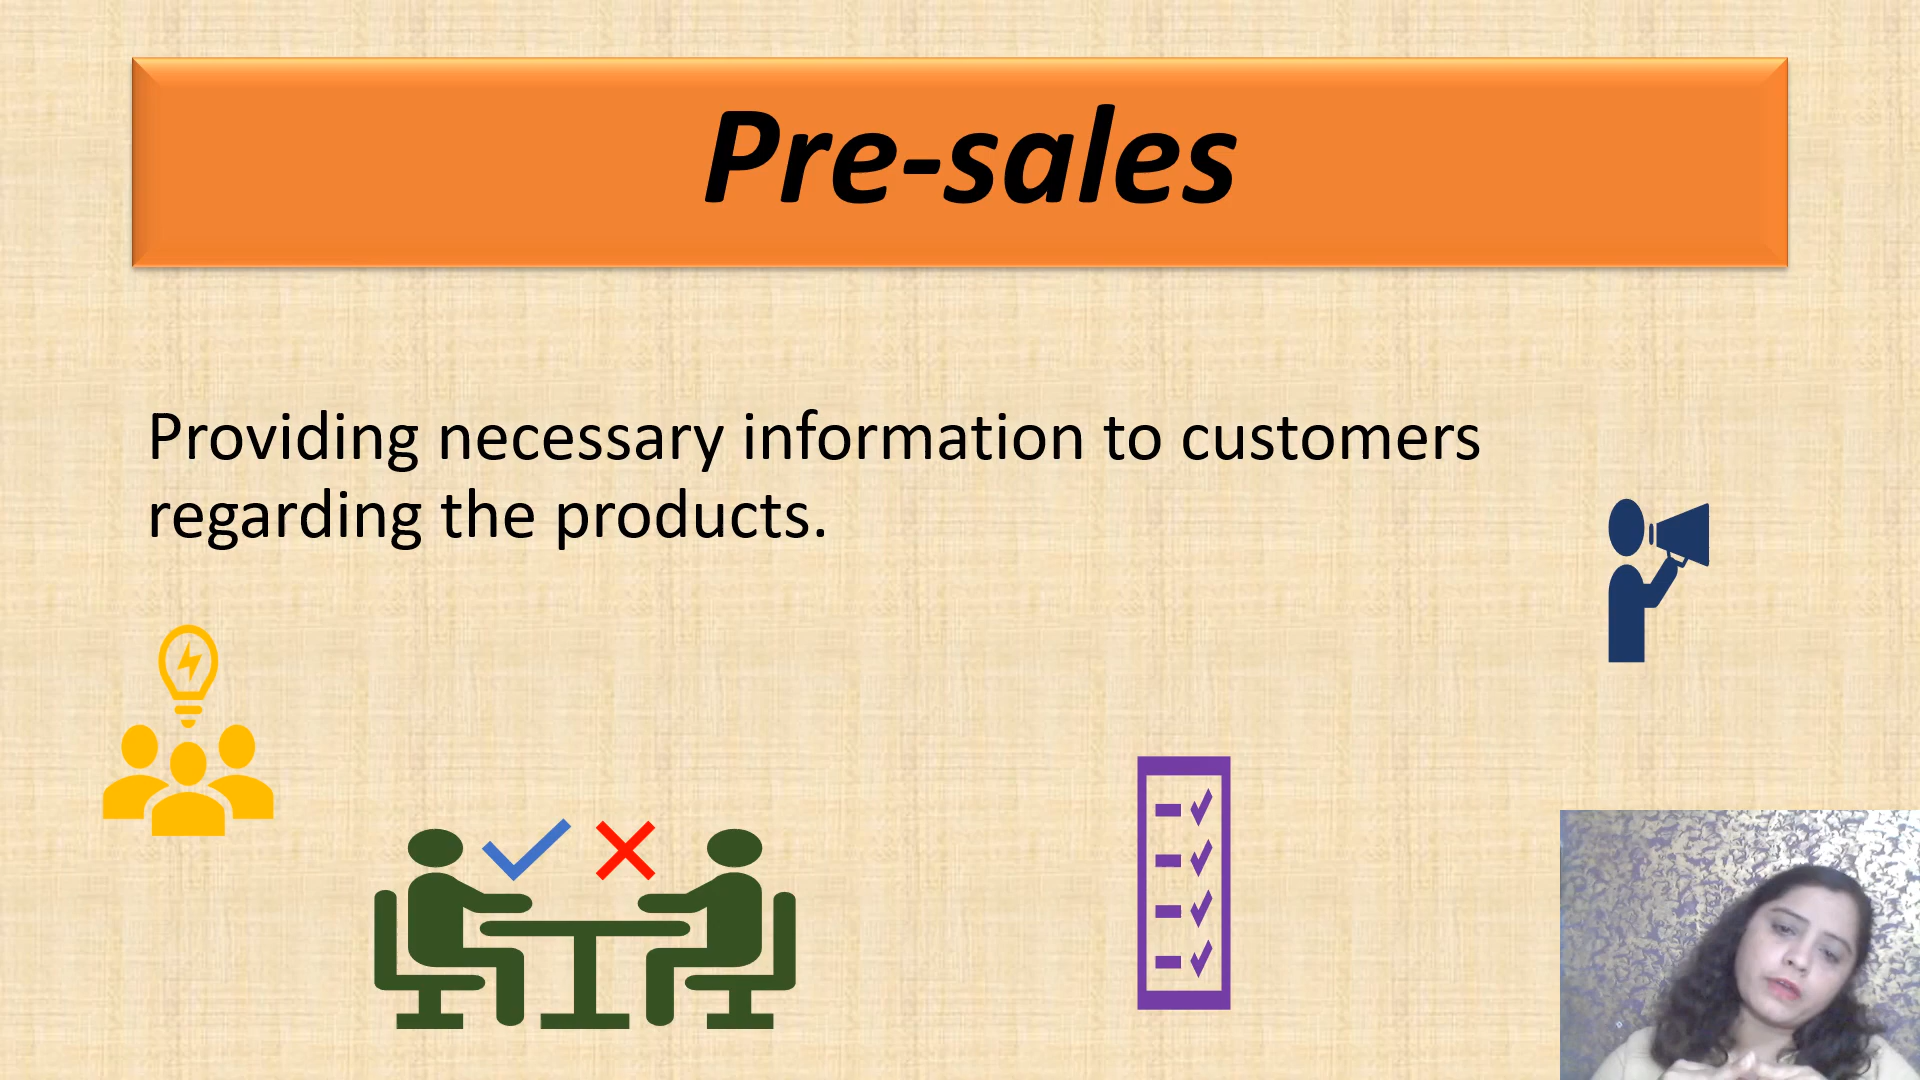 Pre-sales
Providing necessary information to customers
regarding the products.